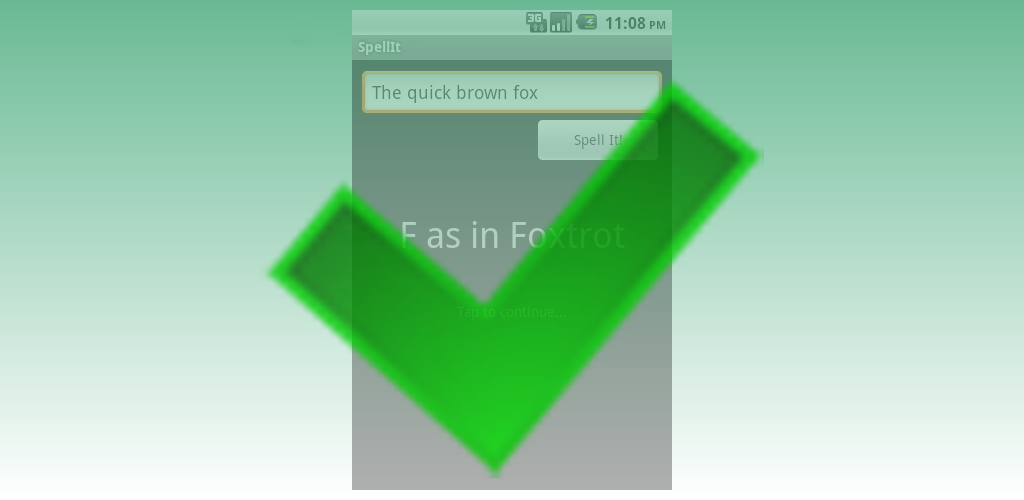 3G 11:08 PM
SpellIt
The quick brown fox
Spell It!
F as in Foxtrot
Tap to continue...